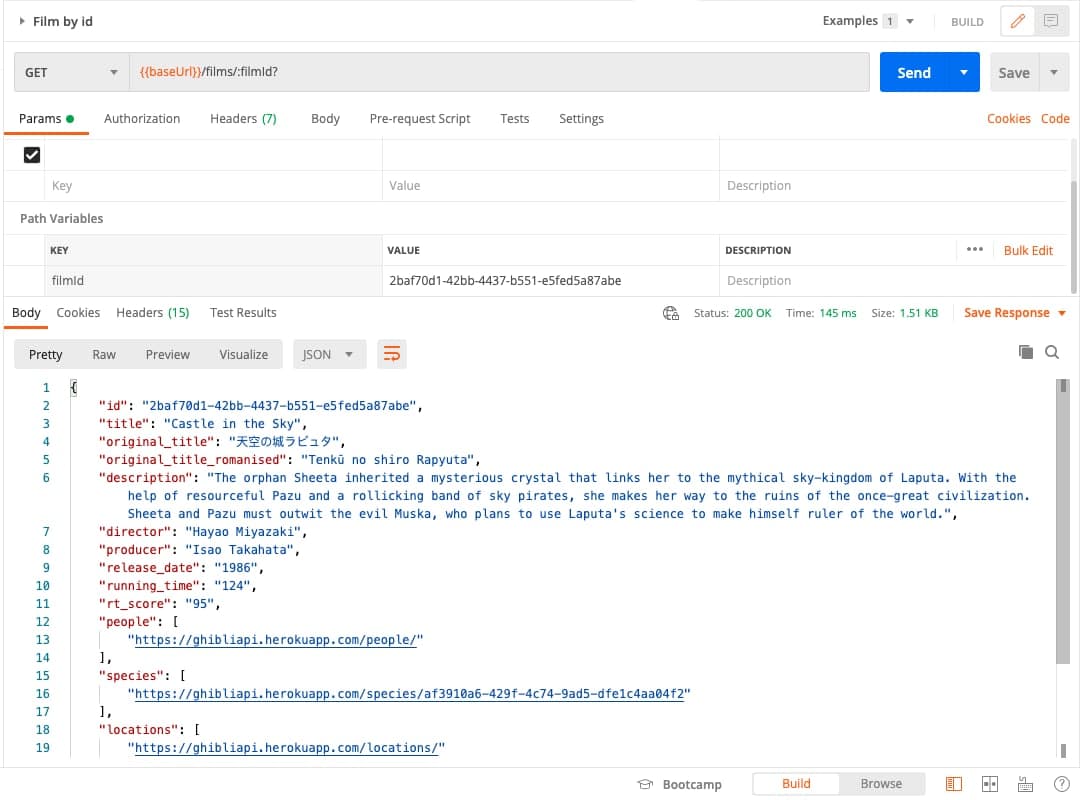 Film by id
Examples 1
BUILD
GET
{{baseUrl}}/films/:filmId?
Send
Save
Params
Authorization
Headers (7)
Body
Pre-request Script
Tests
Settings
Cookies
Code
Key
Value
Description
Path Variables
KEY
VALUE
DESCRIPTION
Bulk Edit
filmId
2baf70d1-42bb-4437-b551-e5fed5a87abe
Description
Body
Cookies
Headers (15)
Test Results
Status: 200 OK
Time: 145 ms
Size: 1.51 KB
Save Response
Pretty
Raw
Preview
Visualize
JSON
1 {
2 "id": "2baf70d1-42bb-4437-b551-e5fed5a87abe",
3 "title": "Castle in the Sky",
4 "original_title": "天空の城ラピュタ",
5 "original_title_romanised": "Tenkū no shiro Rapyuta",
6 "description": "The orphan Sheeta inherited a mysterious crystal that links her to the mythical sky-kingdom of Laputa. With the
help of resourceful Pazu and a rollicking band of sky pirates, she makes her way to the ruins of the once-great civilization.
Sheeta and Pazu must outwit the evil Muska, who plans to use Laputa's science to make himself ruler of the world.",
7 "director": "Hayao Miyazaki",
8 "producer": "Isao Takahata",
9 "release_date": "1986",
10 "running_time": "124",
11 "rt_score": "95",
12 "people": [
13 "https://ghibliapi.herokuapp.com/people/"
14 ],
15 "species": [
16 "https://ghibliapi.herokuapp.com/species/af3910a6-429f-4c74-9ad5-dfe1c4aa04f2"
17 ],
18 "locations": [
19 "https://ghibliapi.herokuapp.com/locations/"
Bootcamp
Build
Browse